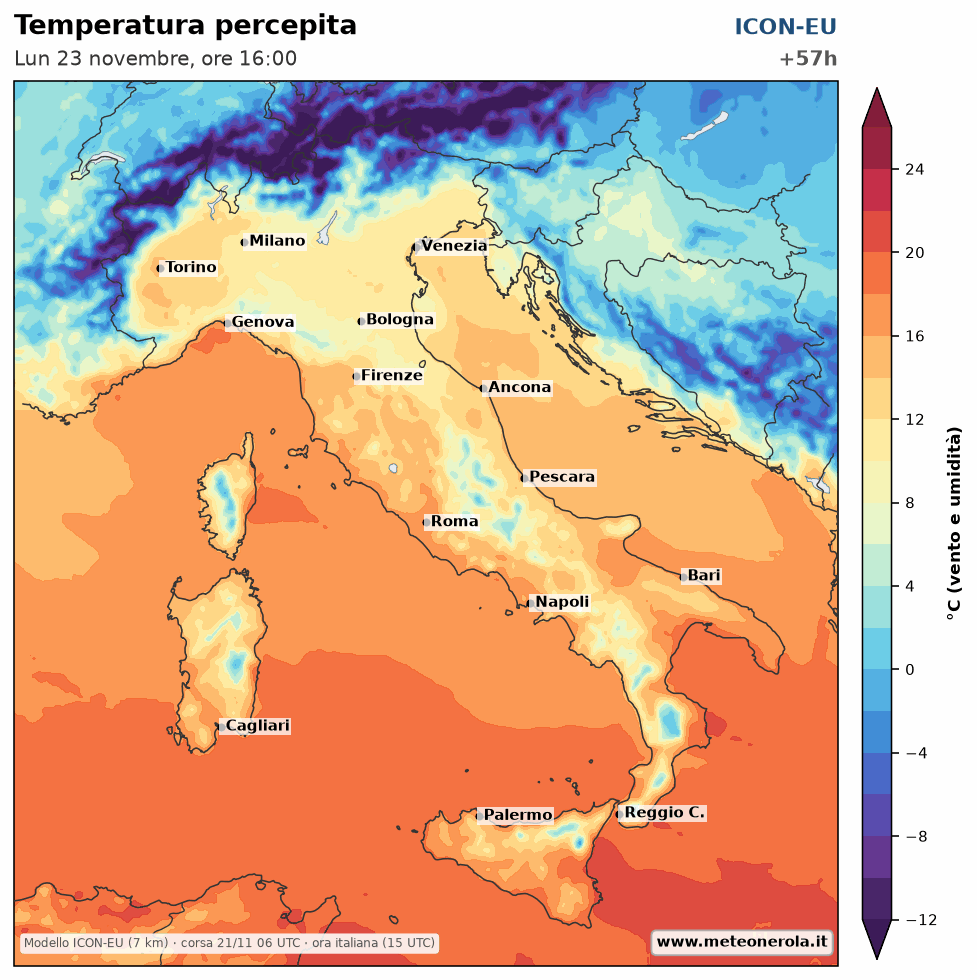 Temperatura percepita
ICON-EU
Lun 23 novembre, ore 16:00
+57h
Milano
Venezia
Torino
Genova
Bologna
Firenze
Ancona
Pescara
Roma
Bari
Napoli
Cagliari
Palermo
Reggio C.
24
20
16
12
8
4
0
−4
−8
−12
°C (vento e umidità)
Modello ICON-EU (7 km) · corsa 21/11 06 UTC · ora italiana (15 UTC)
www.meteonerola.it